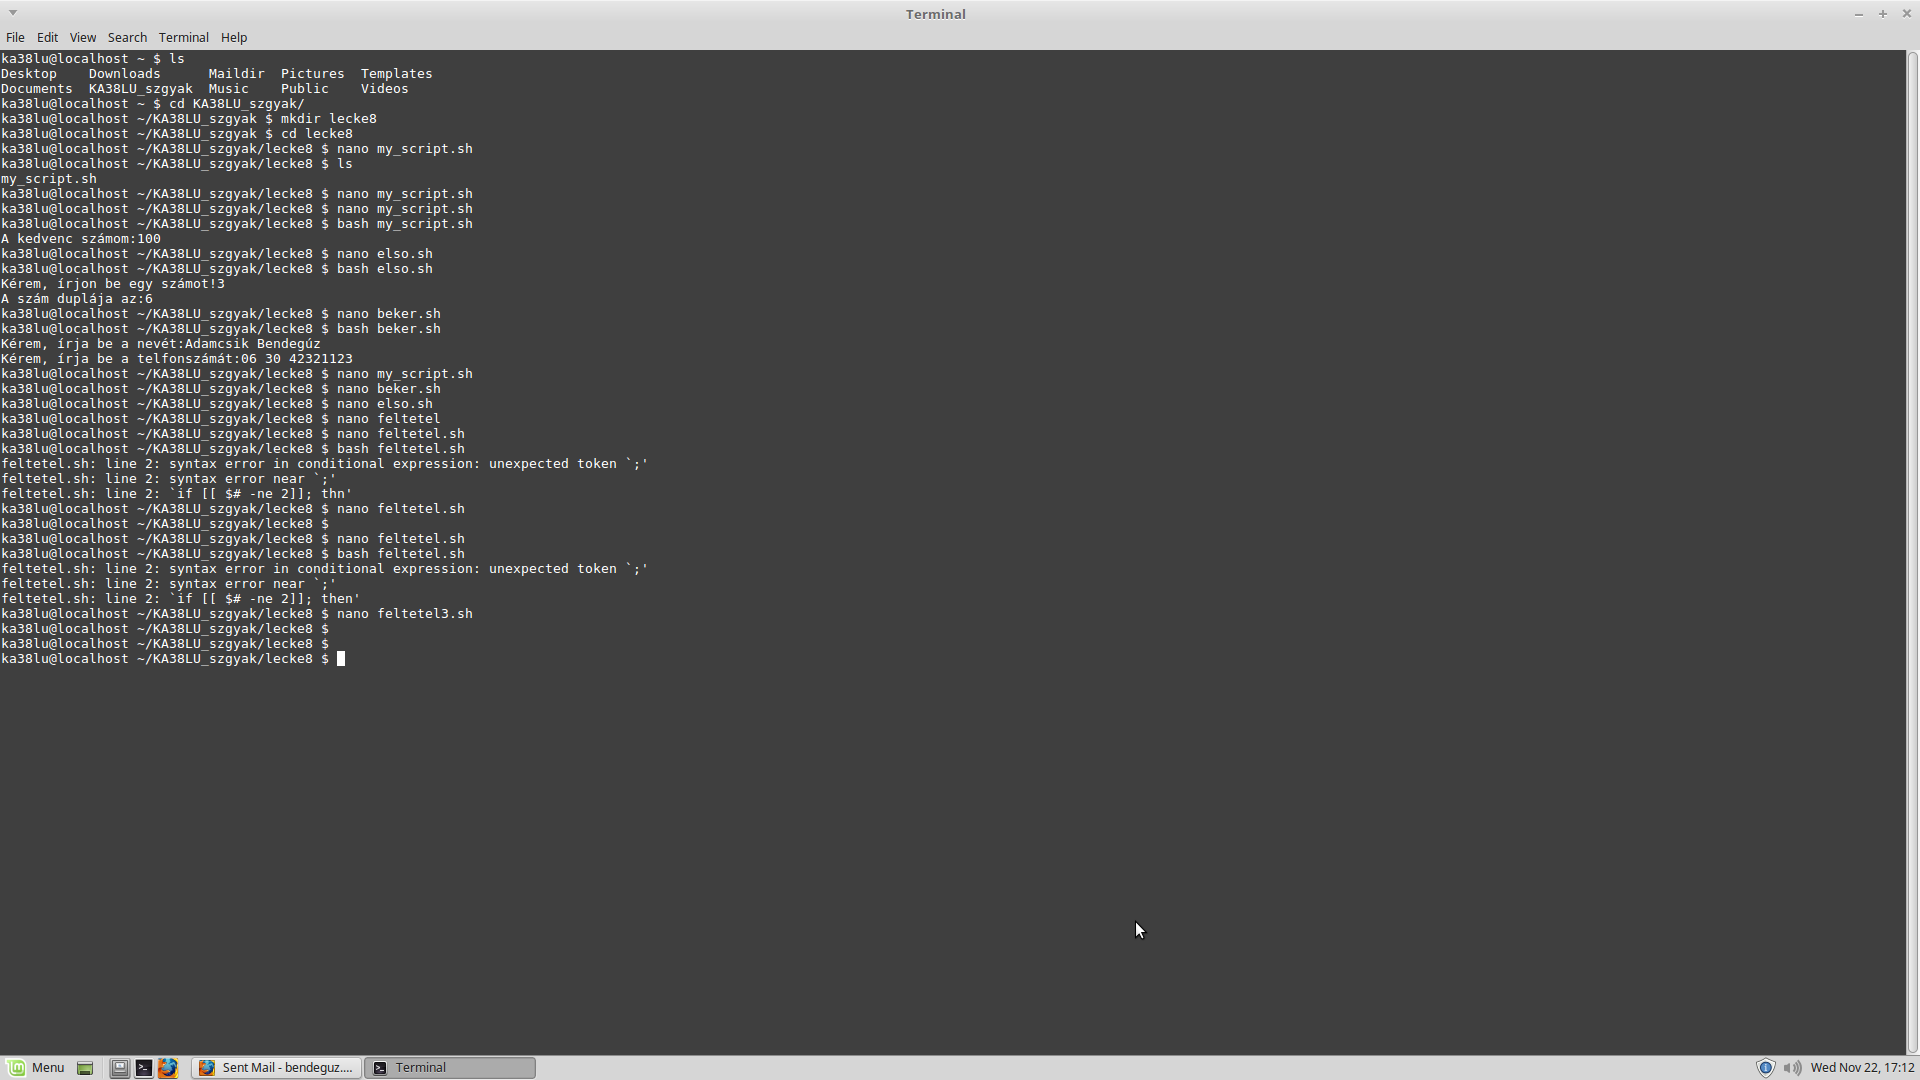 Terminal
File Edit View Search Terminal Help
ka38lu@localhost ~ $ ls
Desktop    Downloads      Maildir  Pictures  Templates
Documents  KA38LU_szgyak  Music    Public    Videos
ka38lu@localhost ~ $ cd KA38LU_szgyak/
ka38lu@localhost ~/KA38LU_szgyak $ mkdir lecke8
ka38lu@localhost ~/KA38LU_szgyak $ cd lecke8
ka38lu@localhost ~/KA38LU_szgyak/lecke8 $ nano my_script.sh
ka38lu@localhost ~/KA38LU_szgyak/lecke8 $ ls
my_script.sh
ka38lu@localhost ~/KA38LU_szgyak/lecke8 $ nano my_script.sh
ka38lu@localhost ~/KA38LU_szgyak/lecke8 $ nano my_script.sh
ka38lu@localhost ~/KA38LU_szgyak/lecke8 $ bash my_script.sh
A kedvenc számom:100
ka38lu@localhost ~/KA38LU_szgyak/lecke8 $ nano elso.sh
ka38lu@localhost ~/KA38LU_szgyak/lecke8 $ bash elso.sh
Kérem, írjon be egy számot!3
A szám duplája az:6
ka38lu@localhost ~/KA38LU_szgyak/lecke8 $ nano beker.sh
ka38lu@localhost ~/KA38LU_szgyak/lecke8 $ bash beker.sh
Kérem, írja be a nevét:Adamcsik Bendegúz
Kérem, írja be a telfonszámát:06 30 42321123
ka38lu@localhost ~/KA38LU_szgyak/lecke8 $ nano my_script.sh
ka38lu@localhost ~/KA38LU_szgyak/lecke8 $ nano beker.sh
ka38lu@localhost ~/KA38LU_szgyak/lecke8 $ nano elso.sh
ka38lu@localhost ~/KA38LU_szgyak/lecke8 $ nano feltetel
ka38lu@localhost ~/KA38LU_szgyak/lecke8 $ nano feltetel.sh
ka38lu@localhost ~/KA38LU_szgyak/lecke8 $ bash feltetel.sh
feltetel.sh: line 2: syntax error in conditional expression: unexpected token `;'
feltetel.sh: line 2: syntax error near `;'
feltetel.sh: line 2: `if [[ $# -ne 2]]; thn'
ka38lu@localhost ~/KA38LU_szgyak/lecke8 $ nano feltetel.sh
ka38lu@localhost ~/KA38LU_szgyak/lecke8 $
ka38lu@localhost ~/KA38LU_szgyak/lecke8 $ nano feltetel.sh
ka38lu@localhost ~/KA38LU_szgyak/lecke8 $ bash feltetel.sh
feltetel.sh: line 2: syntax error in conditional expression: unexpected token `;'
feltetel.sh: line 2: syntax error near `;'
feltetel.sh: line 2: `if [[ $# -ne 2]]; then'
ka38lu@localhost ~/KA38LU_szgyak/lecke8 $ nano feltetel3.sh
ka38lu@localhost ~/KA38LU_szgyak/lecke8 $
ka38lu@localhost ~/KA38LU_szgyak/lecke8 $
ka38lu@localhost ~/KA38LU_szgyak/lecke8 $
Menu Sent Mail - bendeguz.... Terminal Wed Nov 22, 17:12